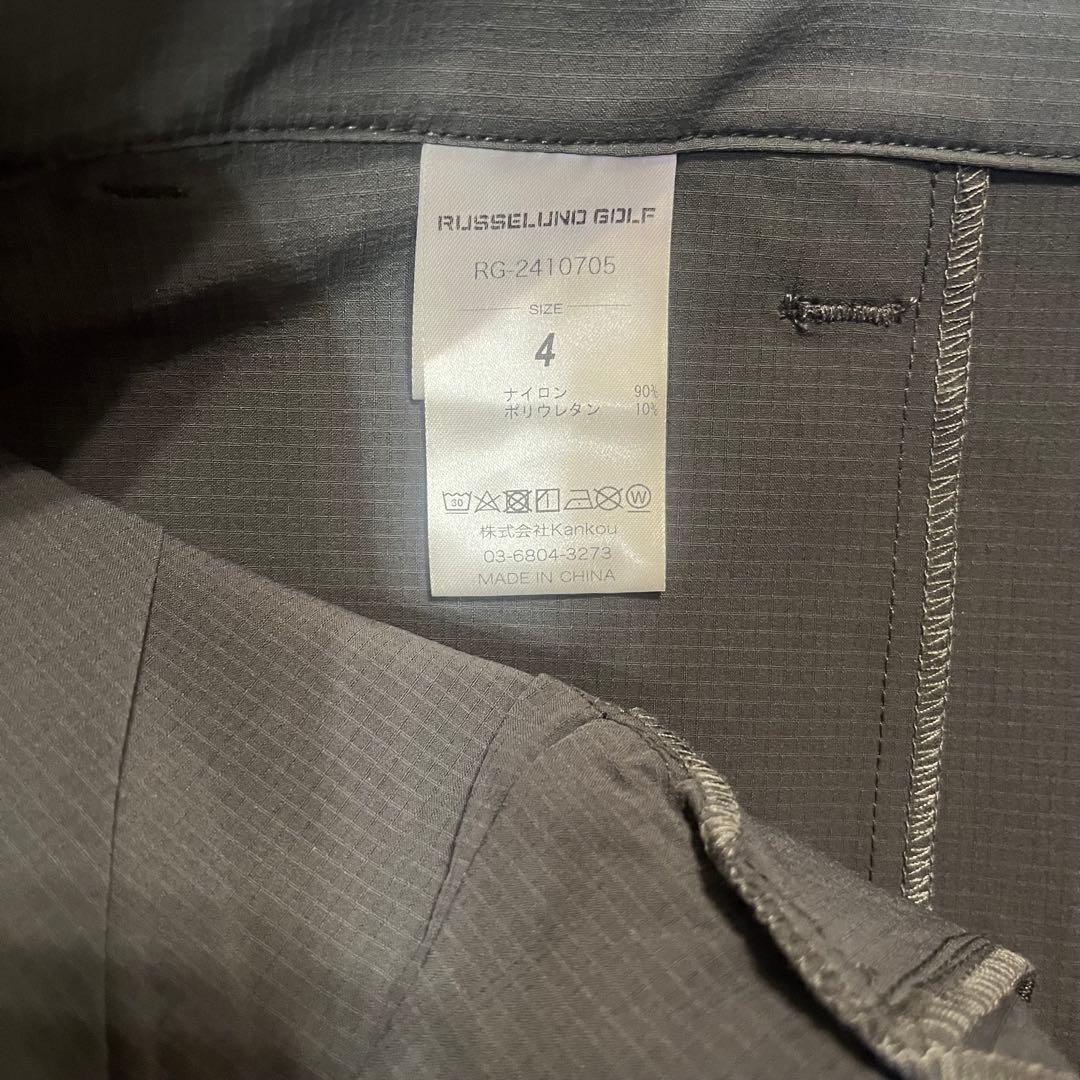 RUSSELUNO GOLF
RG-2410705
SIZE
4
ナイロン 90%
ポリウレタン 10%
30
W
株式会社Kankou
03-6804-3273
MADE IN CHINA